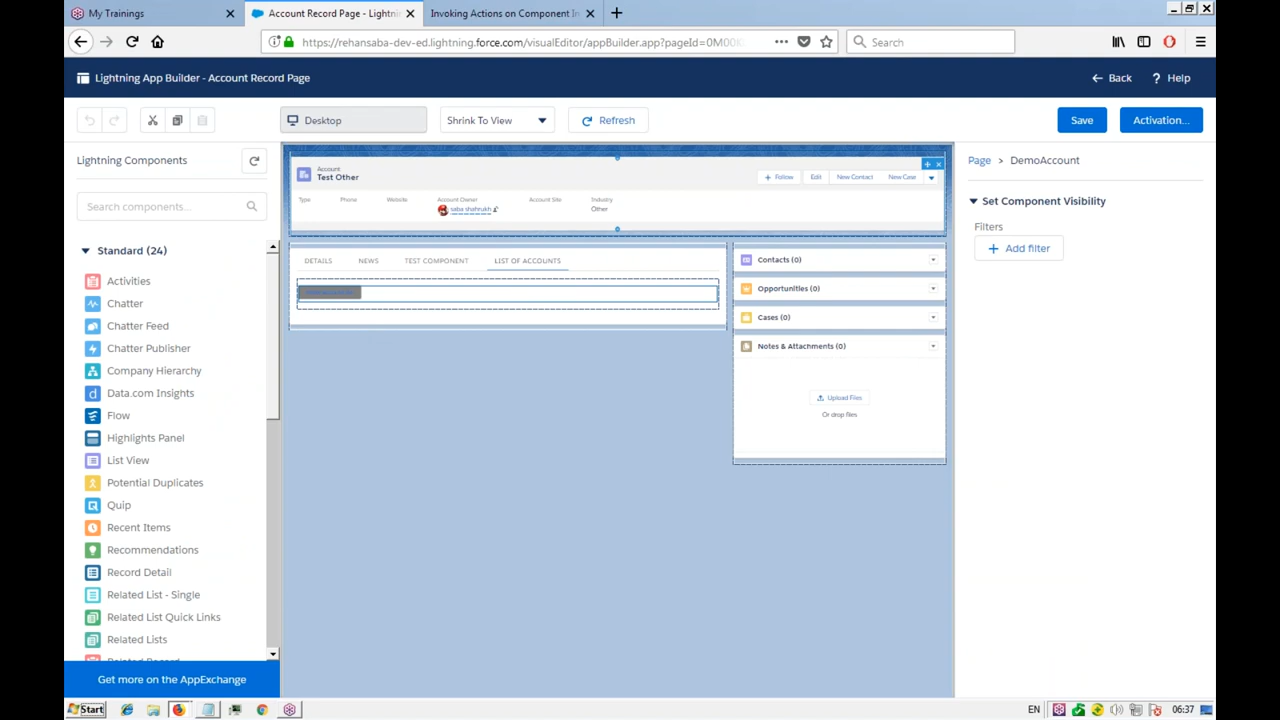 My Trainings
Account Record Page - Lightni
Invoking Actions on Component In
https://rehansaba-dev-ed.lightning.force.com/visualEditor/appBuilder.app?pageId=0M00
Search
Lightning App Builder - Account Record Page
Back
? Help
Desktop
Shrink To View
Refresh
Save
Activation...
Lightning Components
Search components...
Standard (24)
Activities
Chatter
Chatter Feed
Chatter Publisher
Company Hierarchy
Data.com Insights
Flow
Highlights Panel
List View
Potential Duplicates
Quip
Recent Items
Recommendations
Record Detail
Related List - Single
Related List Quick Links
Related Lists
Related Record
Get more on the AppExchange
Account
Test Other
Follow
Edit
New Contact
New Case
Type
Phone
Website
Account Owner
Account Site
Industry
saba shahrukh
Other
DETAILS
NEWS
TEST COMPONENT
LIST OF ACCOUNTS
Contacts (0)
Opportunities (0)
Cases (0)
Notes & Attachments (0)
Upload Files
Or drop files
Page > DemoAccount
Set Component Visibility
Filters
Add filter
Start
EN
06:37